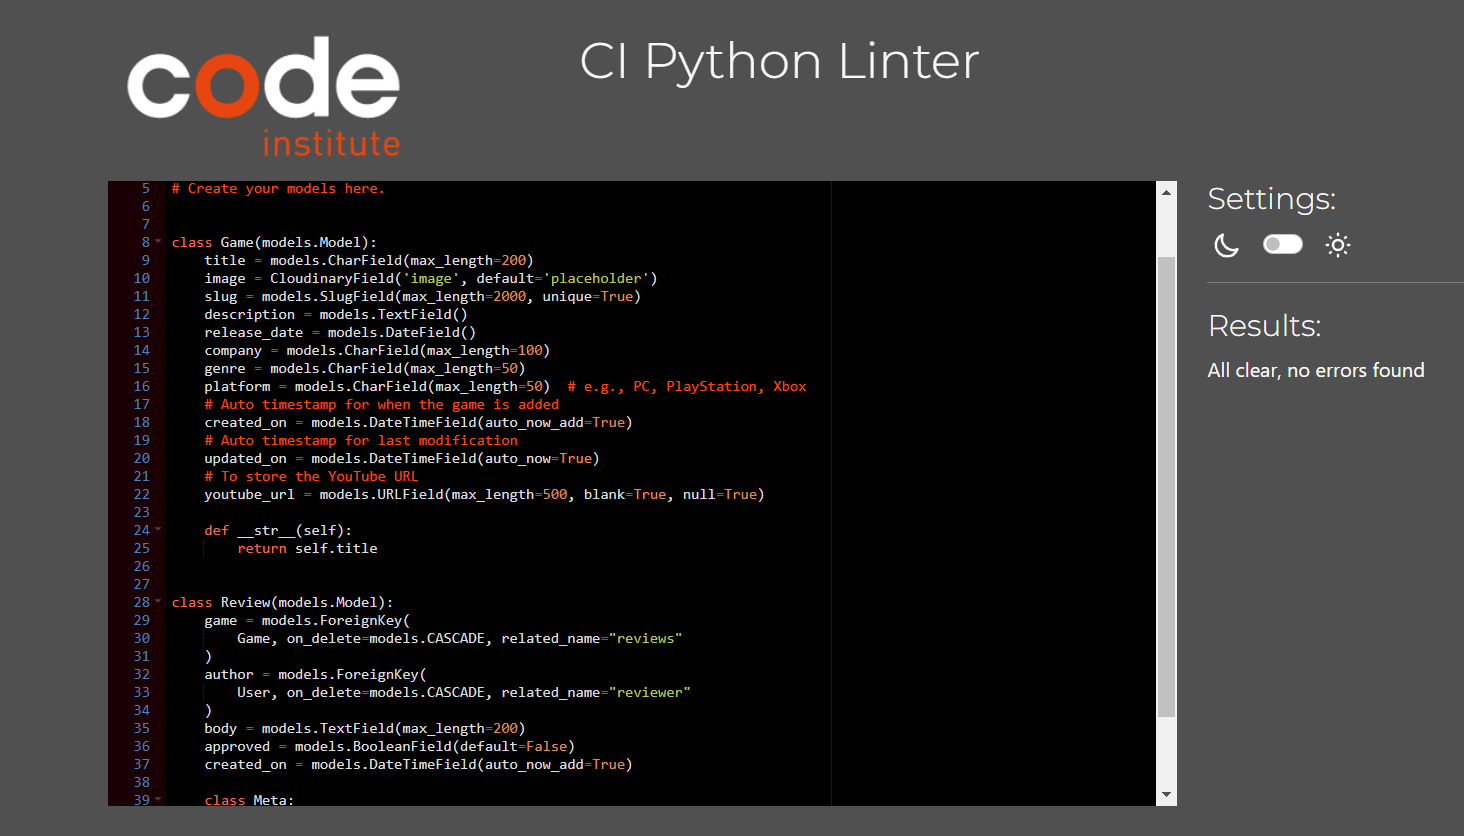 code
institute
CI Python Linter
5 # Create your models here.
6
7
8 class Game(models.Model):
9     title = models.CharField(max_length=200)
10     image = CloudinaryField('image', default='placeholder')
11     slug = models.SlugField(max_length=2000, unique=True)
12     description = models.TextField()
13     release_date = models.DateField()
14     company = models.CharField(max_length=100)
15     genre = models.CharField(max_length=50)
16     platform = models.CharField(max_length=50)  # e.g., PC, PlayStation, Xbox
17     # Auto timestamp for when the game is added
18     created_on = models.DateTimeField(auto_now_add=True)
19     # Auto timestamp for last modification
20     updated_on = models.DateTimeField(auto_now=True)
21     # To store the YouTube URL
22     youtube_url = models.URLField(max_length=500, blank=True, null=True)
23
24     def __str__(self):
25         return self.title
26
27
28 class Review(models.Model):
29     game = models.ForeignKey(
30         Game, on_delete=models.CASCADE, related_name="reviews"
31     )
32     author = models.ForeignKey(
33         User, on_delete=models.CASCADE, related_name="reviewer"
34     )
35     body = models.TextField(max_length=200)
36     approved = models.BooleanField(default=False)
37     created_on = models.DateTimeField(auto_now_add=True)
38
39     class Meta:
Settings:
Results:
All clear, no errors found